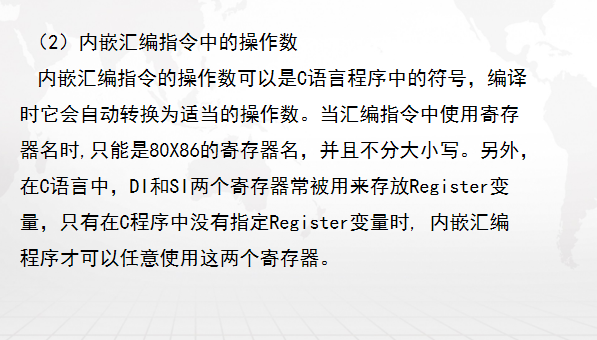 （2）内嵌汇编指令中的操作数
内嵌汇编指令的操作数可以是C语言程序中的符号，编译
时它会自动转换为适当的操作数。当汇编指令中使用寄存
器名时,只能是80X86的寄存器名，并且不分大小写。另外，
在C语言中，DI和SI两个寄存器常被用来存放Register变
量，只有在C程序中没有指定Register变量时, 内嵌汇编
程序才可以任意使用这两个寄存器。